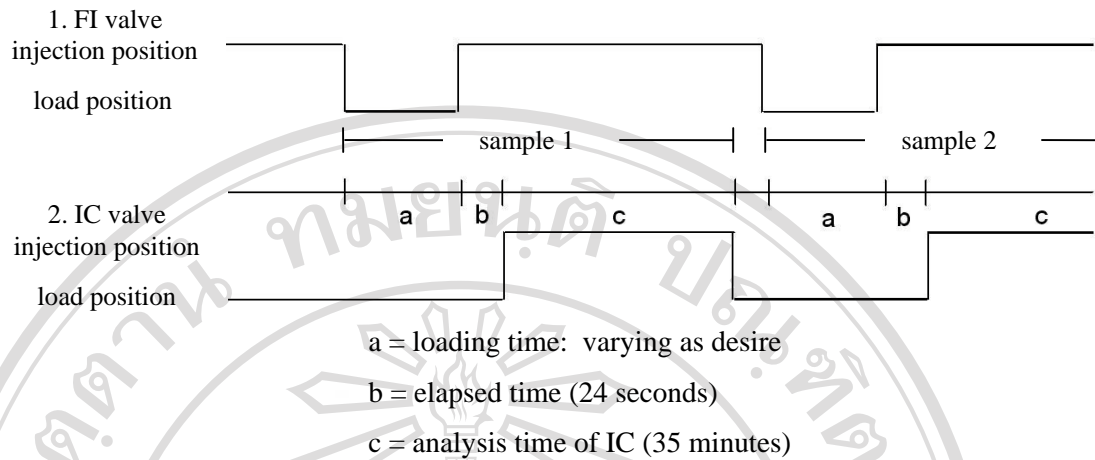 1. FI valve
injection position
load position
sample 1
sample 2
a b c a b c
2. IC valve
injection position
load position
a = loading time: varying as desire
b = elapsed time (24 seconds)
c = analysis time of IC (35 minutes)